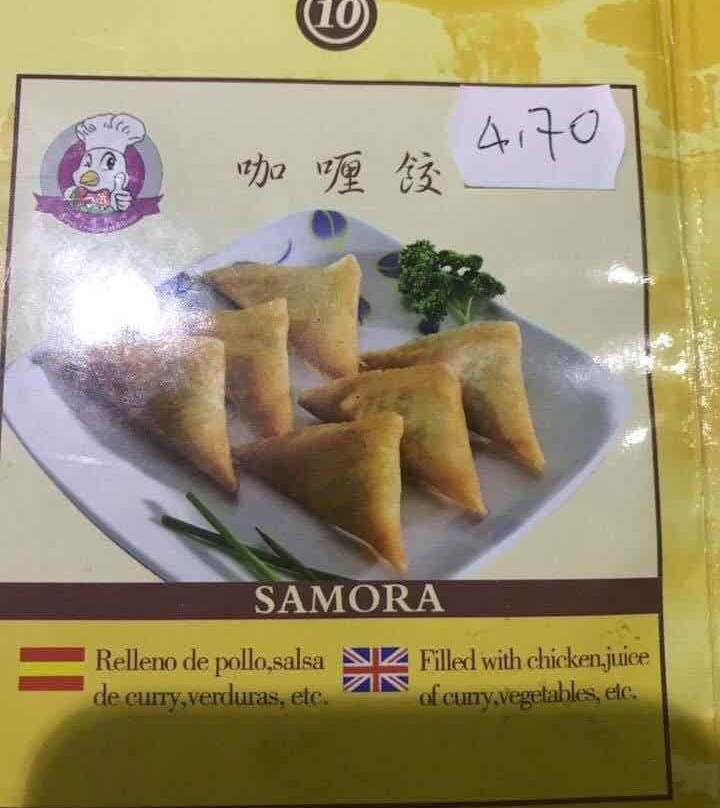 10
4,70
咖喱餃
SAMORA
Relleno de pollo,salsa
de curry,verduras, etc.
Filled with chicken,juice
of curry,vegetables, etc.